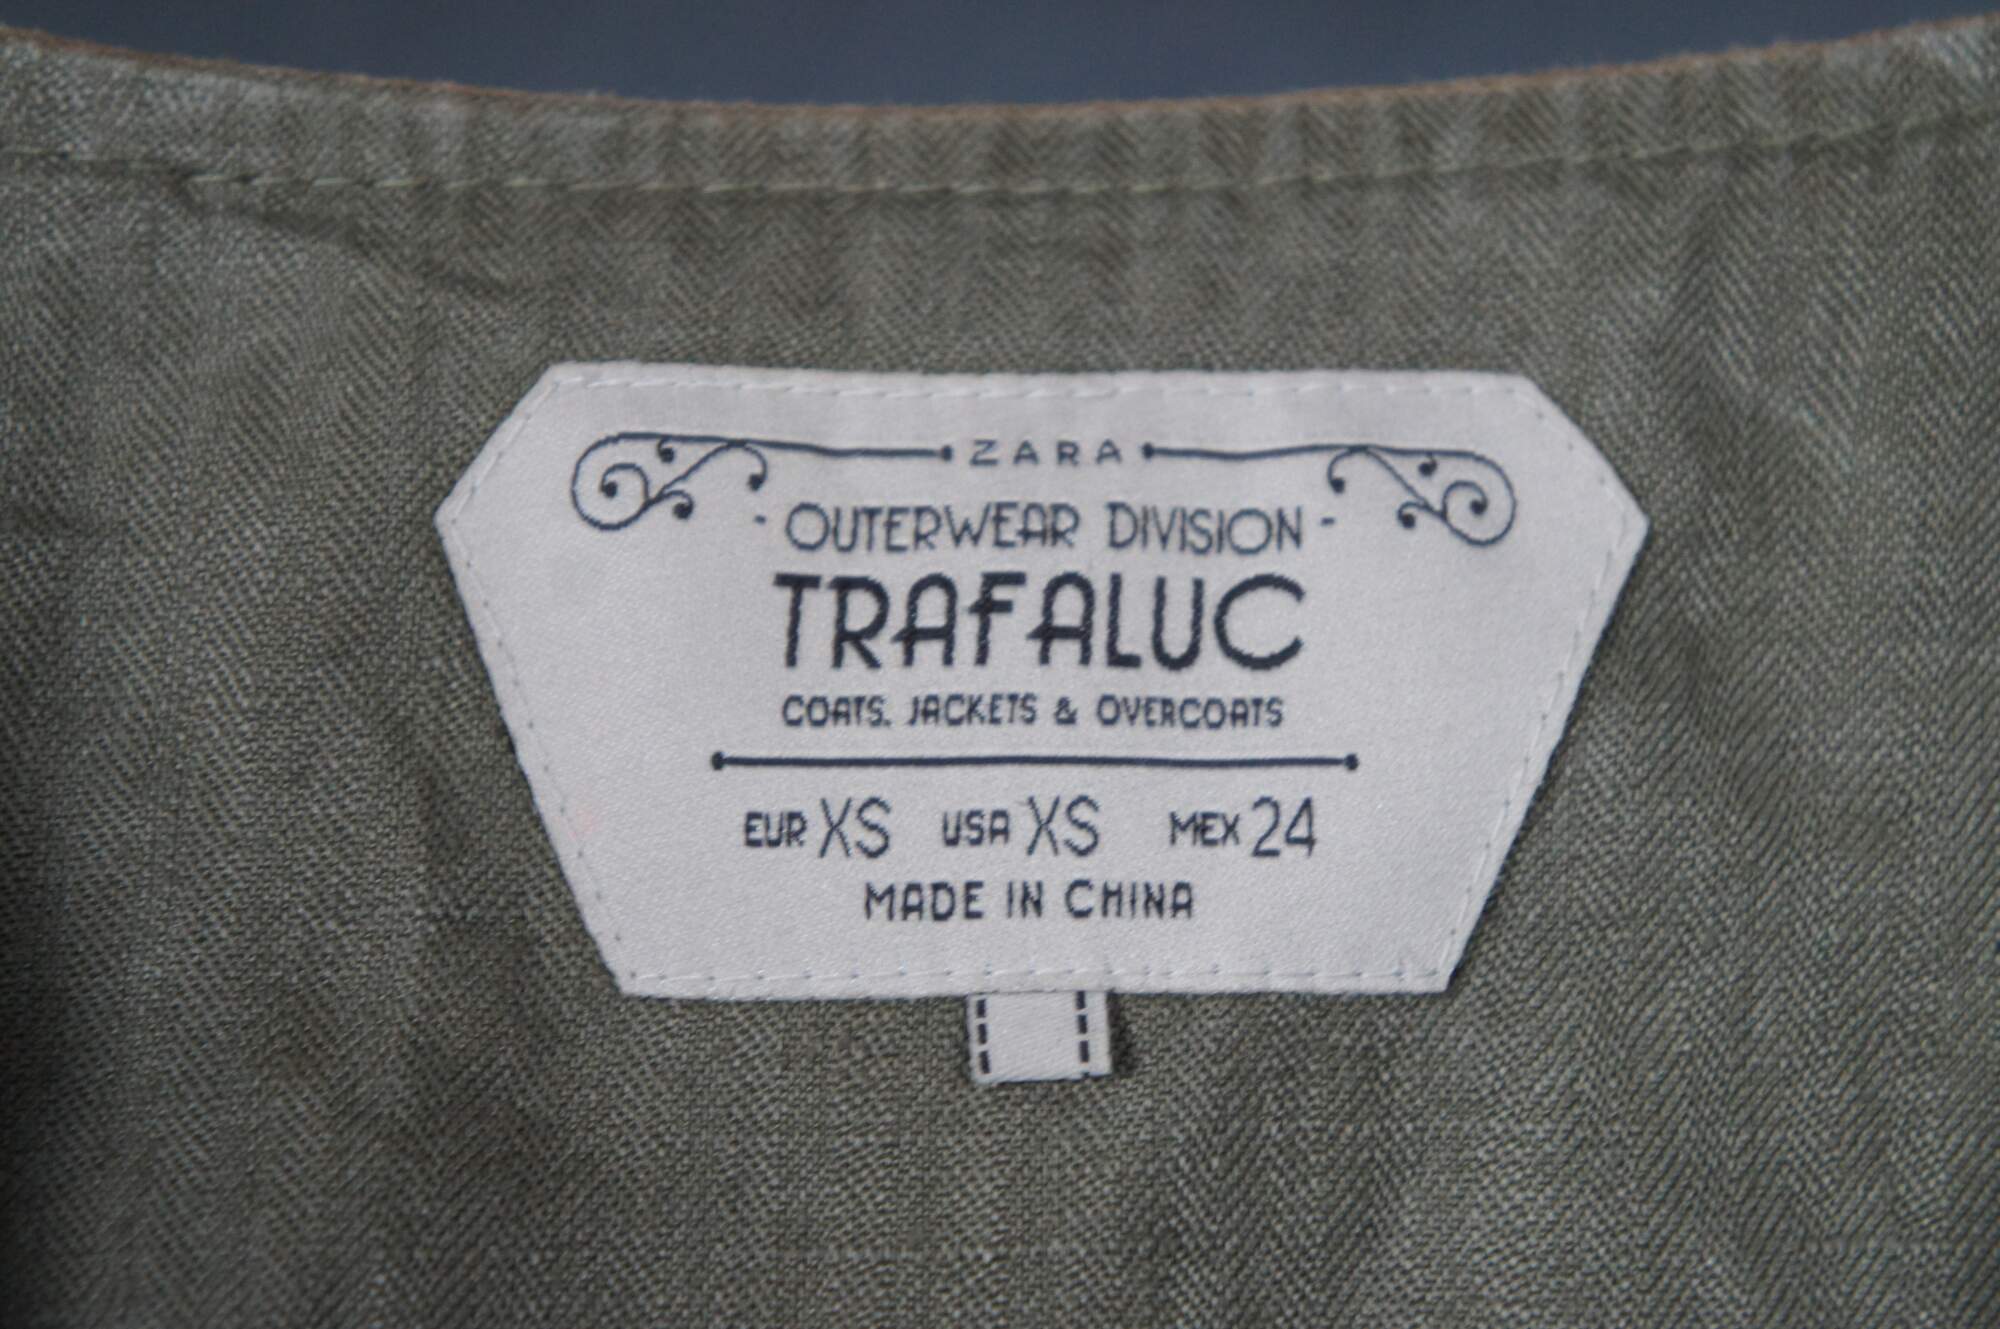 ZARA
- OUTERWEAR DIVISION -
TRAFALUC
COATS, JACKETS & OVERCOATS
EUR XS USA XS MEX 24
MADE IN CHINA